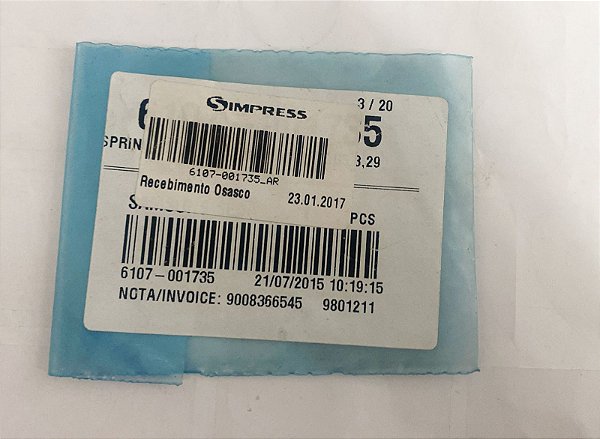 SIMPRESS
3 / 20
6 55
SPRIN 3,29
6107-001735_AR
Recebimento Osasco 23.01.2017
PCS
6107-001735 21/07/2015 10:19:15
NOTA/INVOICE: 9008366545 9801211